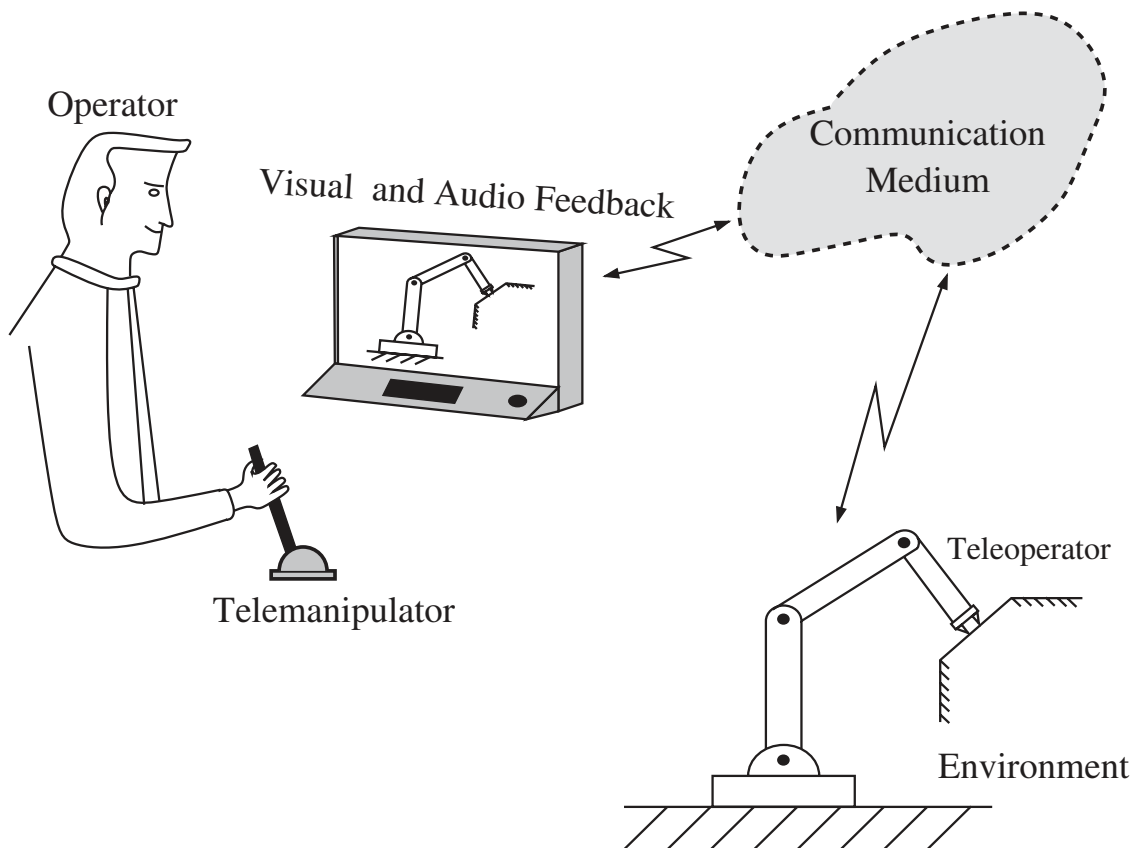 Operator
Visual and Audio Feedback
Communication
Medium
Teleoperator
Telemanipulator
Environment